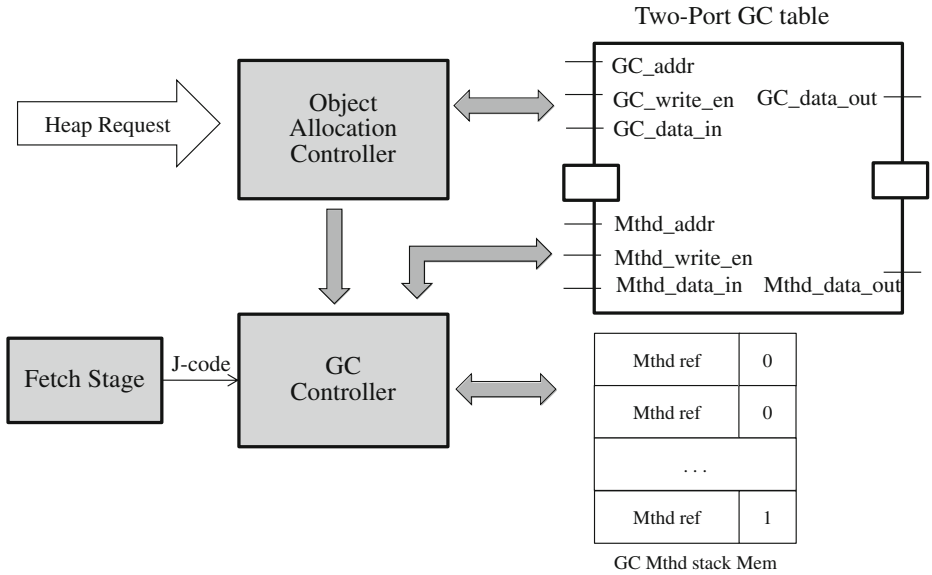 Two-Port GC table
Heap Request
Object
Allocation
Controller
GC_addr
GC_write_en
GC_data_in
GC_data_out
Mthd_addr
Mthd_write_en
Mthd_data_in
Mthd_data_out
Fetch Stage
J-code
GC
Controller
Mthd ref 0
Mthd ref 0
. . .
Mthd ref 1
GC Mthd stack Mem